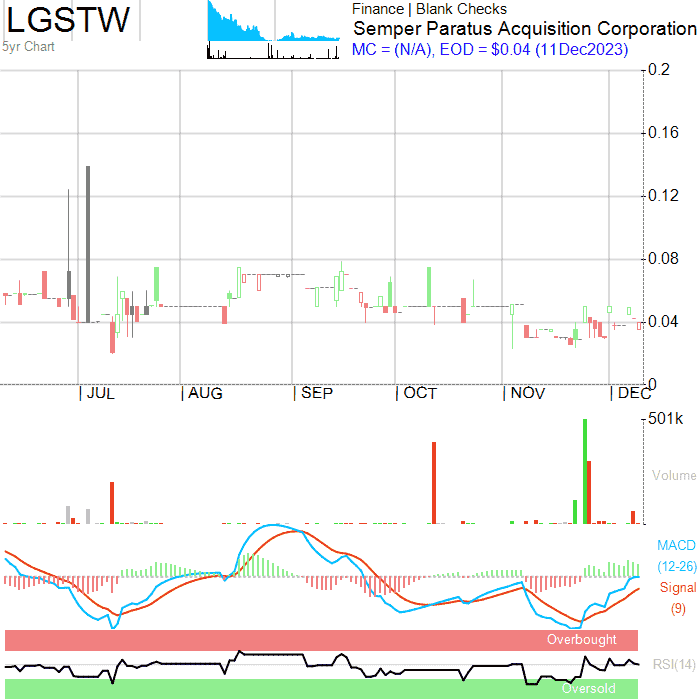 LGSTW
5yr Chart
Finance | Blank Checks
Semper Paratus Acquisition Corporation
MC = (N/A), EOD = $0.04 (11Dec2023)
0.2
0.16
0.12
0.08
0.04
0
| JUL | AUG | SEP | OCT | NOV | DEC
501k
Volume
MACD
(12-26)
Signal
(9)
Overbought
RSI(14)
Oversold